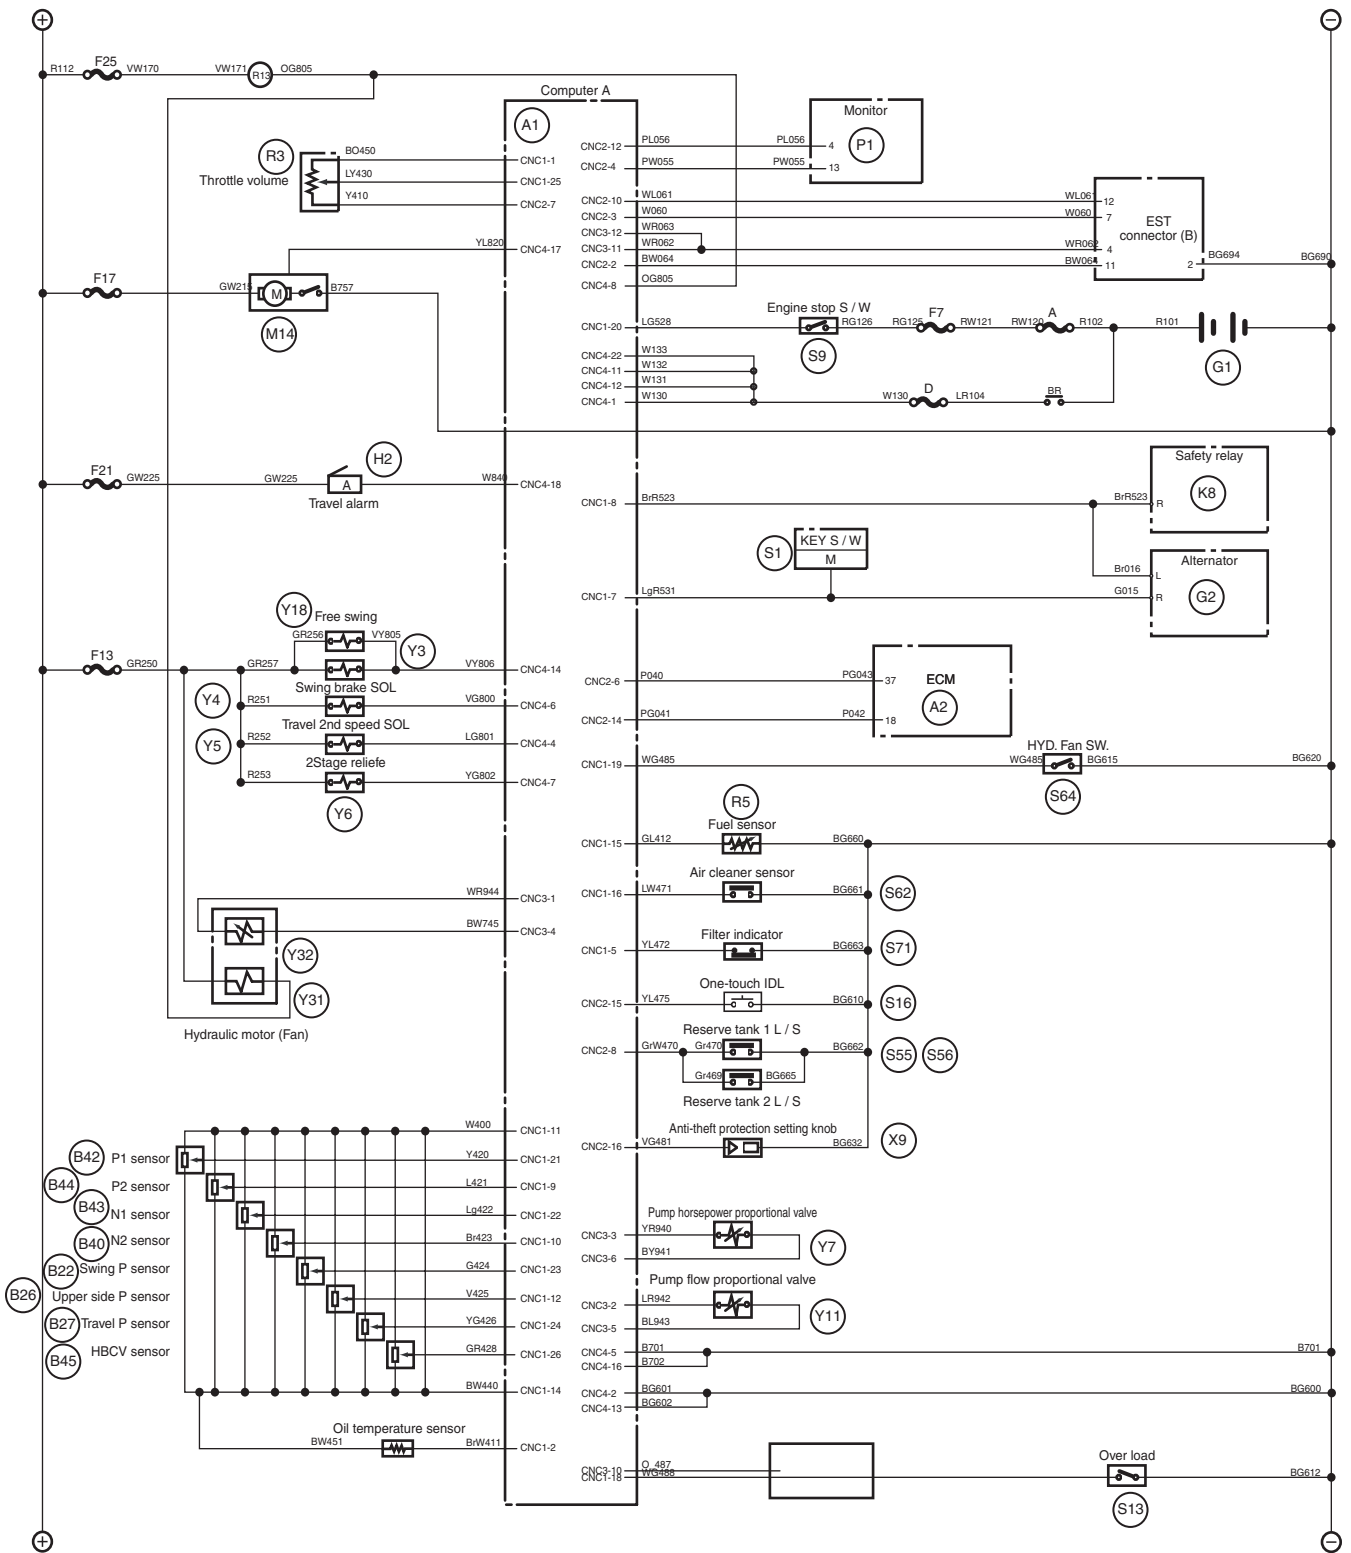 + −
R112 F25 VW170 VW171 R13 OG805
Computer A
A1
R3
Throttle volume
BO450 CNC1-1
LY430 CNC1-25
Y410 CNC2-7
YL820 CNC4-17
F17 GW215 M B757
M14
F21 GW225 GW225 A W840 CNC4-18
H2
Travel alarm
Y18 Free swing
GR256 VY805 Y3
F13 GR250 GR257 VY806 CNC4-14
Swing brake SOL
Y4 R251 VG800 CNC4-6
Travel 2nd speed SOL
Y5 R252 LG801 CNC4-4
2Stage reliefe
R253 YG802 CNC4-7
Y6
WR944 CNC3-1
BW745 CNC3-4
Y32
Y31
Hydraulic motor (Fan)
W400 CNC1-11
B42 P1 sensor Y420 CNC1-21
B44 P2 sensor L421 CNC1-9
B43 N1 sensor Lg422 CNC1-22
B40 N2 sensor Br423 CNC1-10
B22 Swing P sensor G424 CNC1-23
B26 Upper side P sensor V425 CNC1-12
B27 Travel P sensor YG426 CNC1-24
B45 HBCV sensor GR428 CNC1-26
BW440 CNC1-14
Oil temperature sensor
BW451 BrW411 CNC1-2
Monitor
P1
CNC2-12 PL056 PL056 4
CNC2-4 PW055 PW055 13
CNC2-10 WL061 WL061 12
CNC2-3 W060 W060 7
EST
connector (B)
CNC3-12 WR063
CNC3-11 WR062 WR062 4
CNC2-2 BW064 BW064 11
2 BG694 BG690
CNC4-8 OG805
Engine stop S / W
CNC1-20 LG528 RG126 RG125 F7 RW121 RW120 A R102 R101
S9
G1
CNC4-22 W133
CNC4-11 W132
CNC4-12 W131
CNC4-1 W130 W130 D LR104 BR
Safety relay
K8
CNC1-8 BrR523 BrR523 R
S1 KEY S / W
M
Alternator
G2
Br016 L
CNC1-7 LgR531 G015 R
ECM
A2
CNC2-6 P040 PG043 37
CNC2-14 PG041 P042 18
HYD. Fan SW.
CNC1-19 WG485 WG485 BG615 BG620
S64
R5
Fuel sensor
CNC1-15 GL412 BG660
Air cleaner sensor
CNC1-16 LW471 BG661 S62
Filter indicator
CNC1-5 YL472 BG663 S71
One-touch IDL
CNC2-15 YL475 BG610 S16
Reserve tank 1 L / S
CNC2-8 GrW470 Gr470 BG662 S55 S56
Gr469 BG665
Reserve tank 2 L / S
Anti-theft protection setting knob
CNC2-16 VG481 BG632 X9
Pump horsepower proportional valve
CNC3-3 YR940
CNC3-6 BY941
Y7
Pump flow proportional valve
CNC3-2 LR942
CNC3-5 BL943
Y11
CNC4-5 B701 B701
CNC4-16 B702
CNC4-2 BG601 BG600
CNC4-13 BG602
CNC3-10 O_487
CNC1-18 WG488
Over load
BG612
S13
+ −